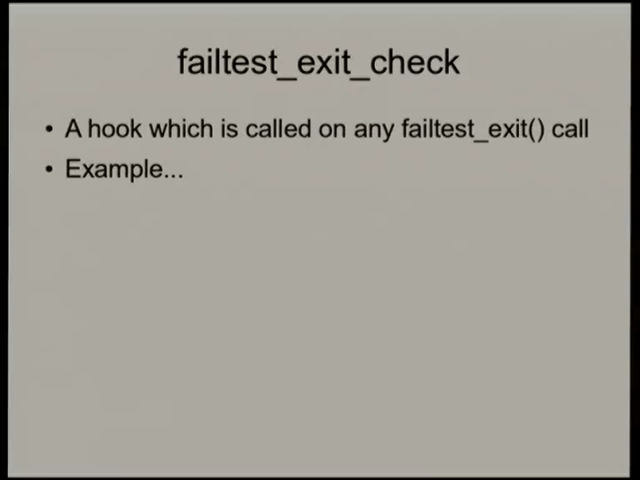 failtest_exit_check
• A hook which is called on any failtest_exit() call
• Example...